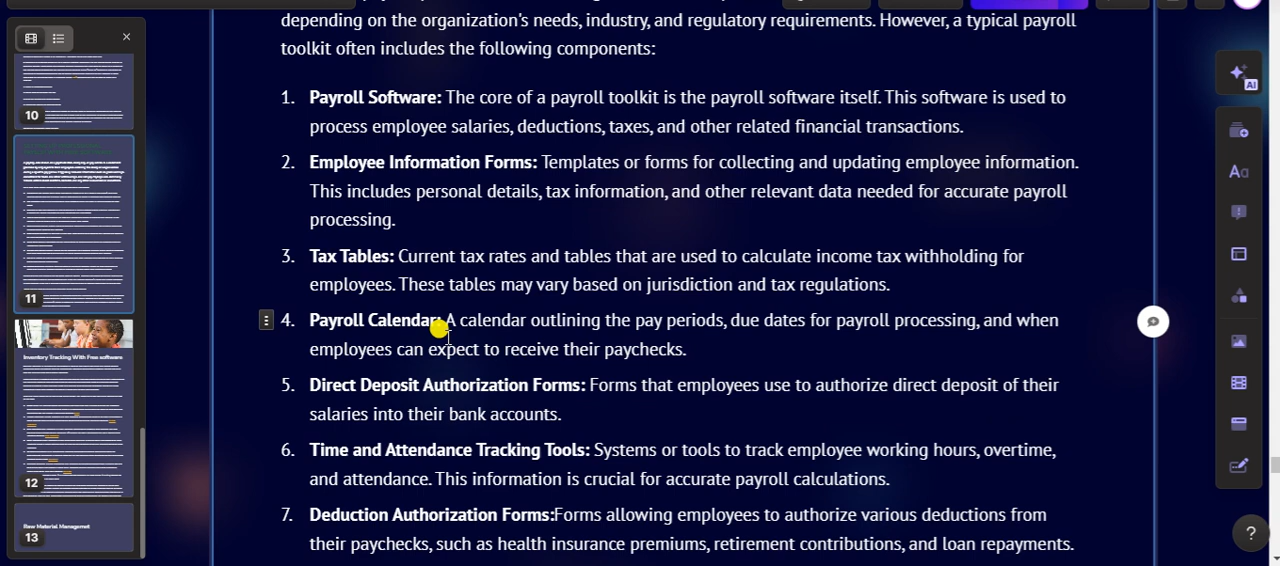 depending on the organization's needs, industry, and regulatory requirements. However, a typical payroll
toolkit often includes the following components:
1. Payroll Software: The core of a payroll toolkit is the payroll software itself. This software is used to
process employee salaries, deductions, taxes, and other related financial transactions.
2. Employee Information Forms: Templates or forms for collecting and updating employee information.
This includes personal details, tax information, and other relevant data needed for accurate payroll
processing.
3. Tax Tables: Current tax rates and tables that are used to calculate income tax withholding for
employees. These tables may vary based on jurisdiction and tax regulations.
4. Payroll Calendar: A calendar outlining the pay periods, due dates for payroll processing, and when
employees can expect to receive their paychecks.
5. Direct Deposit Authorization Forms: Forms that employees use to authorize direct deposit of their
salaries into their bank accounts.
6. Time and Attendance Tracking Tools: Systems or tools to track employee working hours, overtime,
and attendance. This information is crucial for accurate payroll calculations.
7. Deduction Authorization Forms:Forms allowing employees to authorize various deductions from
their paychecks, such as health insurance premiums, retirement contributions, and loan repayments.
10
11
Inventory Tracking With Free software
12
Raw Material Managemet
13
AI
Aa
?